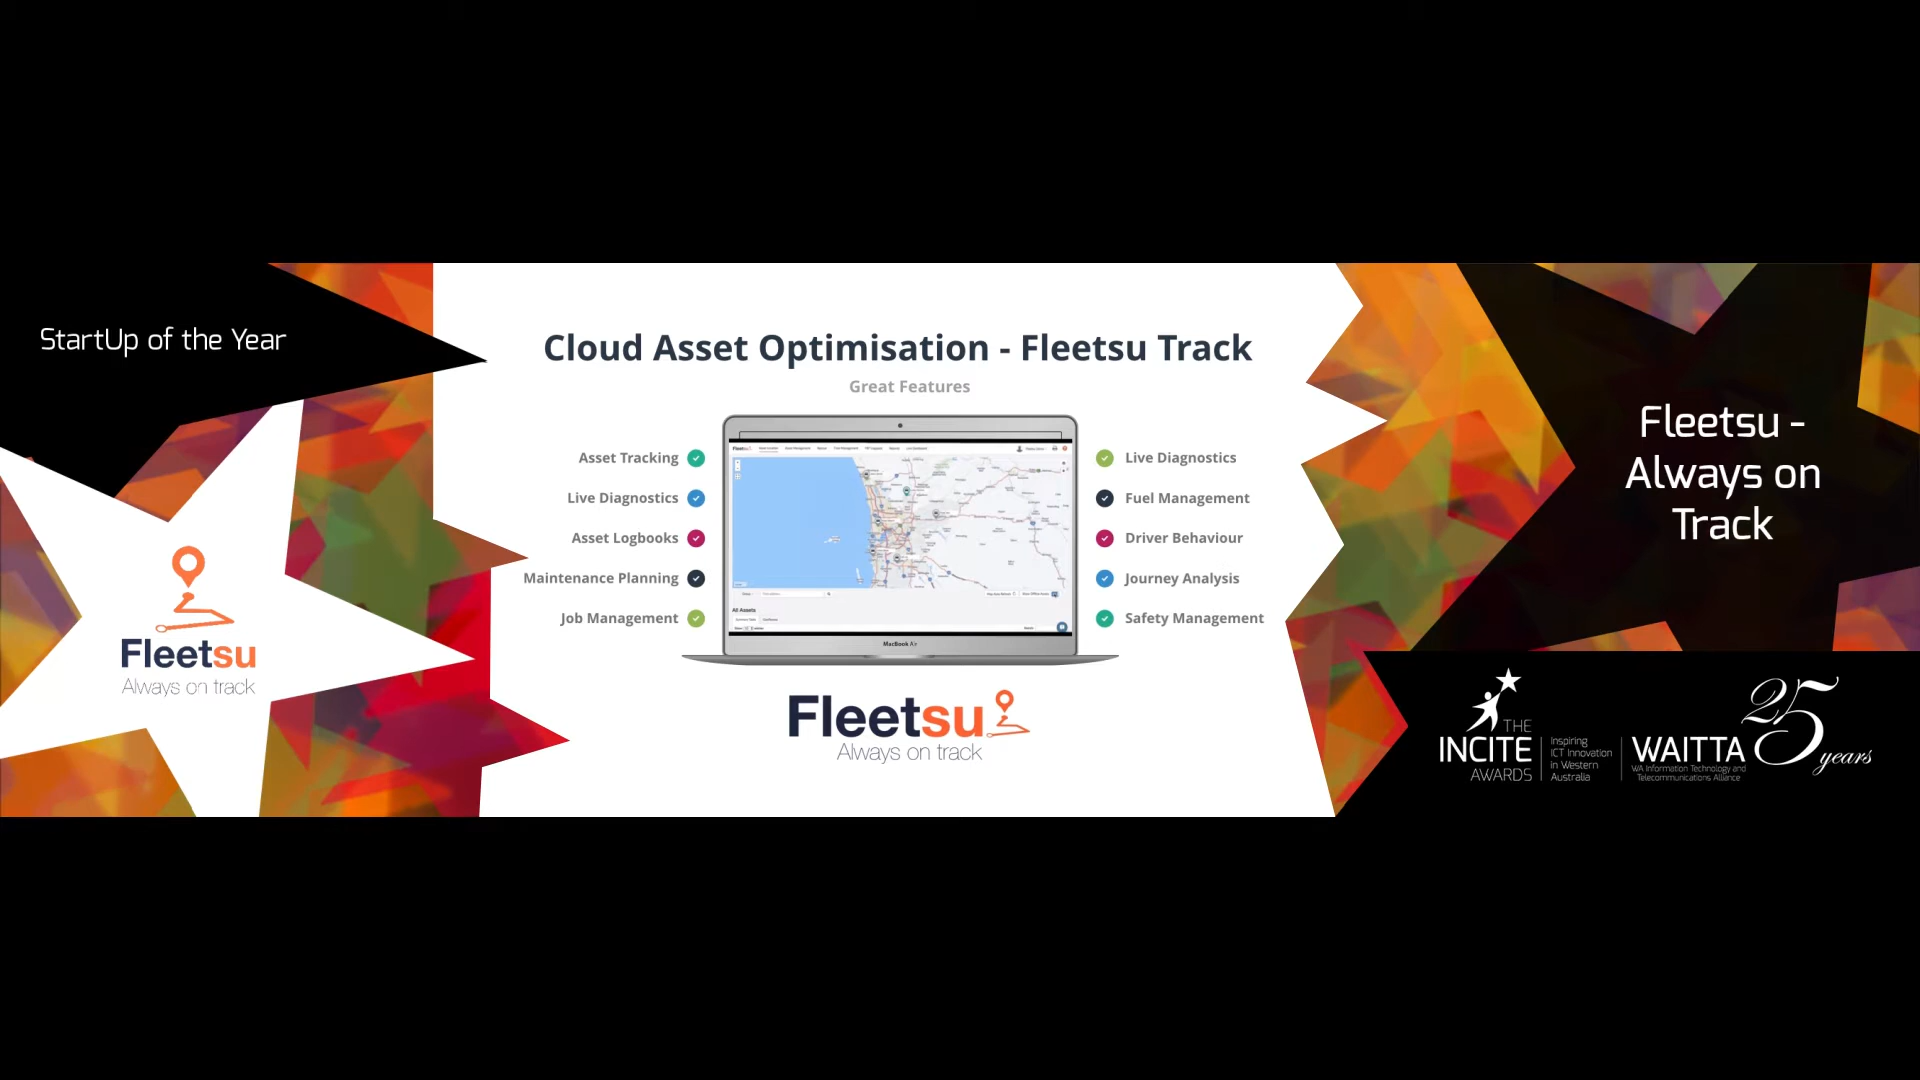 StartUp of the Year
Fleetsu
Always on track
Cloud Asset Optimisation - Fleetsu Track
Great Features
Asset Tracking
Live Diagnostics
Asset Logbooks
Maintenance Planning
Job Management
Fleetsu
All Assets
MacBook Air
Live Diagnostics
Fuel Management
Driver Behaviour
Journey Analysis
Safety Management
Fleetsu
Always on track
Fleetsu -
Always on
Track
THE
INCITE
AWARDS
Inspiring
ICT Innovation
in Western
Australia
WAITTA
WA Information Technology and
Telecommunications Alliance
25
years